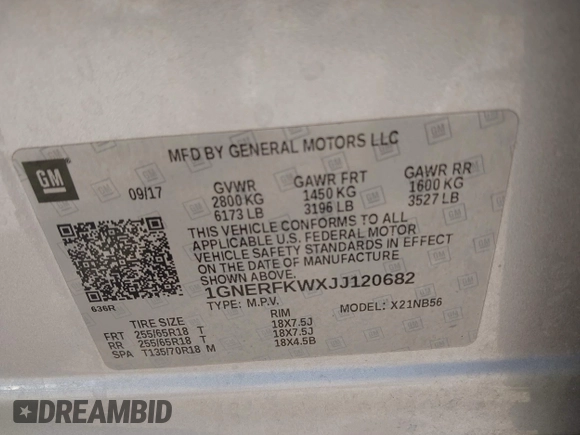 GM
MFD BY GENERAL MOTORS LLC
09/17 GVWR GAWR FRT GAWR RR
2800 KG 1450 KG 1600 KG
6173 LB 3196 LB 3527 LB
THIS VEHICLE CONFORMS TO ALL
APPLICABLE U.S. FEDERAL MOTOR
VEHICLE SAFETY STANDARDS IN EFFECT
ON THE DATE OF MANUFACTURE
SHOWN ABOVE.
1GNERFKWXJJ120682
636R TYPE: M.P.V. MODEL: X21NB56
TIRE SIZE RIM
FRT 255/65R18 T 18X7.5J
RR 255/65R18 T 18X7.5J
SPA T135/70R18 M 18X4.5B
DREAMBID